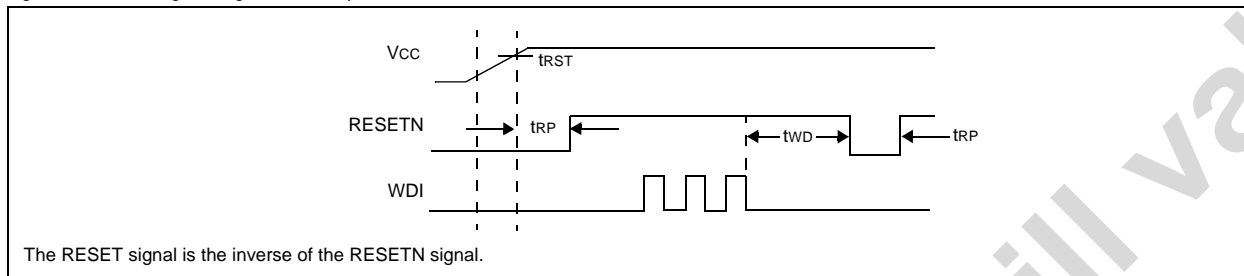 Vcc
tRST
RESETN
tRP
tWD
tRP
WDI
The RESET signal is the inverse of the RESETN signal.